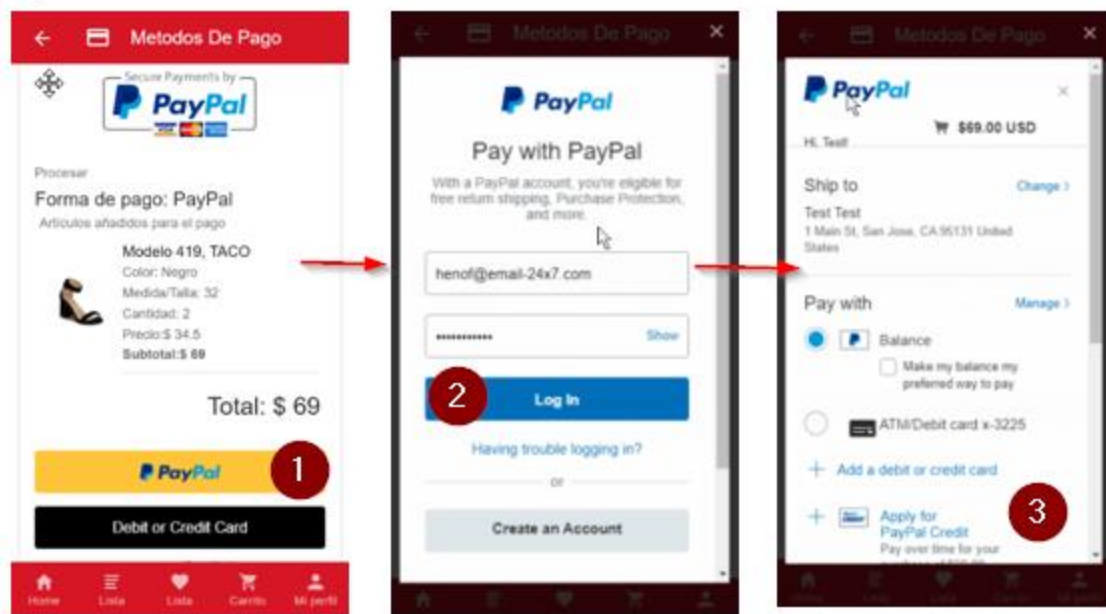 Metodos De Pago
Secure Payments by
PayPal
Procesar
Forma de pago: PayPal
Artículos añadidos para el pago
Modelo 419, TACO
Color: Negro
Medida/Talla: 32
Cantidad: 2
Precio:$ 34.5
Subtotal:$ 69
Total: $ 69
PayPal
1
Debit or Credit Card
Home
Lista
Lista
Carrito
Mi perfil
Metodos De Pago
PayPal
Pay with PayPal
With a PayPal account, you're eligible for
free return shipping, Purchase Protection,
and more.
henof@email-24x7.com
Show
2
Log In
Having trouble logging in?
or
Create an Account
Metodos De Pago
PayPal
$69.00 USD
Hi, Test!
Ship to
Change
Test Test
1 Main St, San Jose, CA 95131 United
States
Pay with
Manage
Balance
Make my balance my
preferred way to pay
ATM/Debit card x-3225
Add a debit or credit card
3
Apply for
PayPal Credit
Pay over time for your